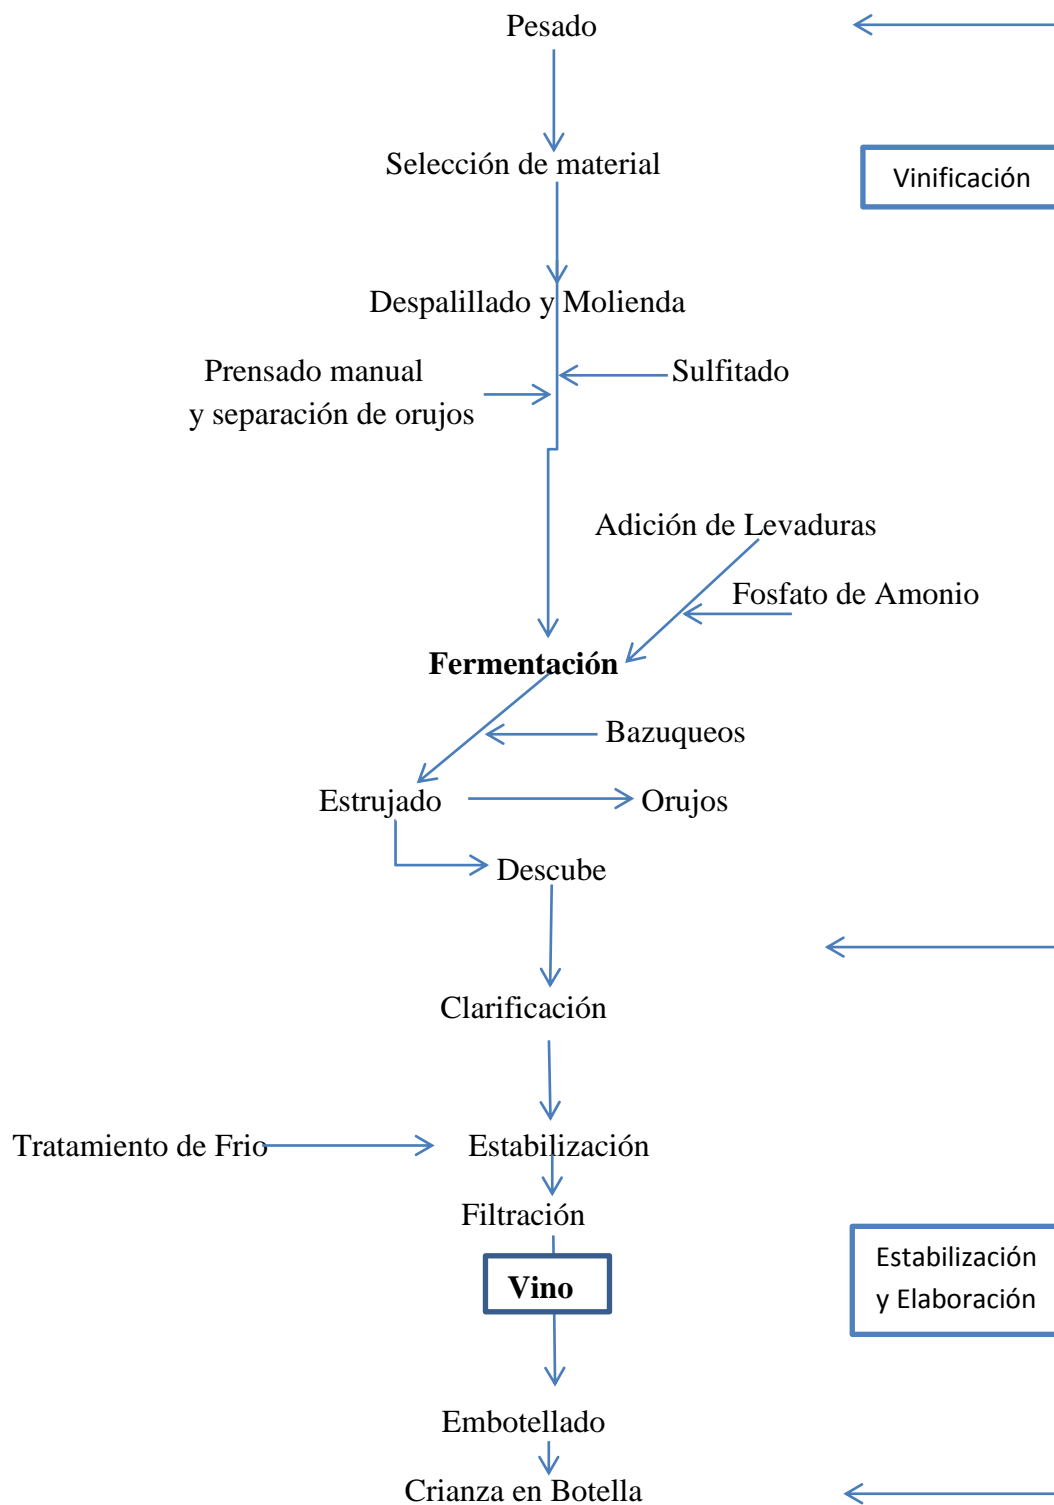 Pesado
Selección de material
Vinificación
Despalillado y Molienda
Prensado manual
y separación de orujos
Sulfitado
Adición de Levaduras
Fosfato de Amonio
Fermentación
Bazuqueos
Estrujado
Orujos
Descube
Clarificación
Tratamiento de Frio
Estabilización
Filtración
Vino
Estabilización
y Elaboración
Embotellado
Crianza en Botella